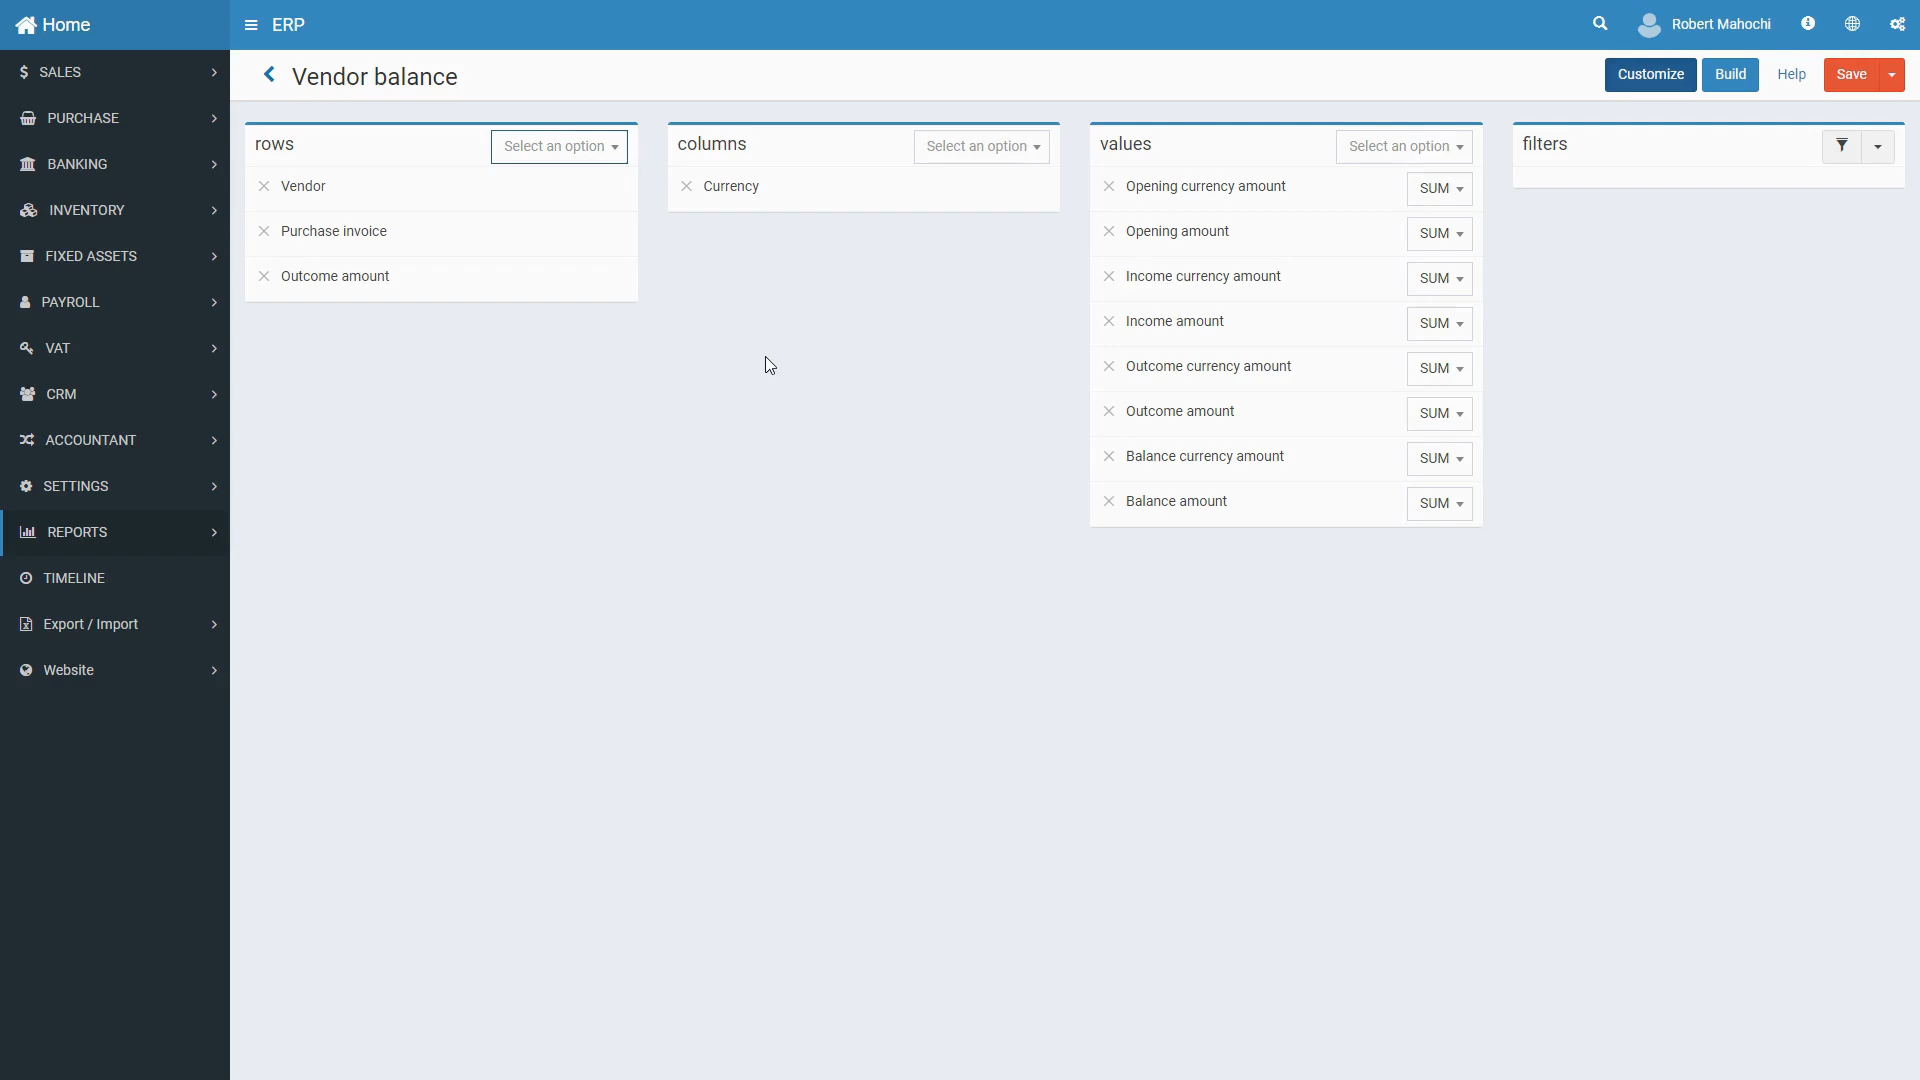 Home
ERP
Robert Mahochi
SALES
PURCHASE
BANKING
INVENTORY
FIXED ASSETS
PAYROLL
VAT
CRM
ACCOUNTANT
SETTINGS
REPORTS
TIMELINE
Export / Import
Website
Vendor balance
Customize
Build
Help
Save
rows
Select an option
Vendor
Purchase invoice
Outcome amount
columns
Select an option
Currency
values
Select an option
Opening currency amount SUM
Opening amount SUM
Income currency amount SUM
Income amount SUM
Outcome currency amount SUM
Outcome amount SUM
Balance currency amount SUM
Balance amount SUM
filters